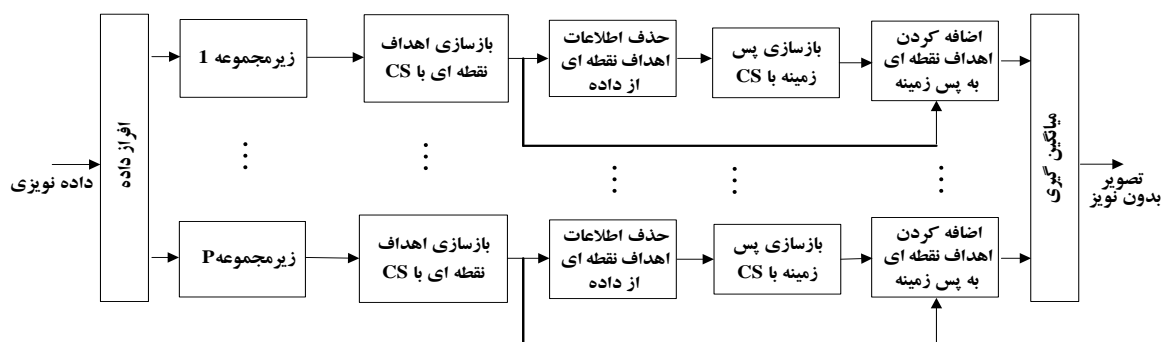 داده نویزی
افراز داده
زیرمجموعه 1
بازسازی اهداف
نقطه ای با CS
حذف اطلاعات
اهداف نقطه ای
از داده
بازسازی پس
زمینه با CS
اضافه کردن
اهداف نقطه ای
به پس زمینه
زیرمجموعهP
بازسازی اهداف
نقطه ای با CS
حذف اطلاعات
اهداف نقطه ای
از داده
بازسازی پس
زمینه با CS
اضافه کردن
اهداف نقطه ای
به پس زمینه
میانگین گیری
تصویر
بدون نویز